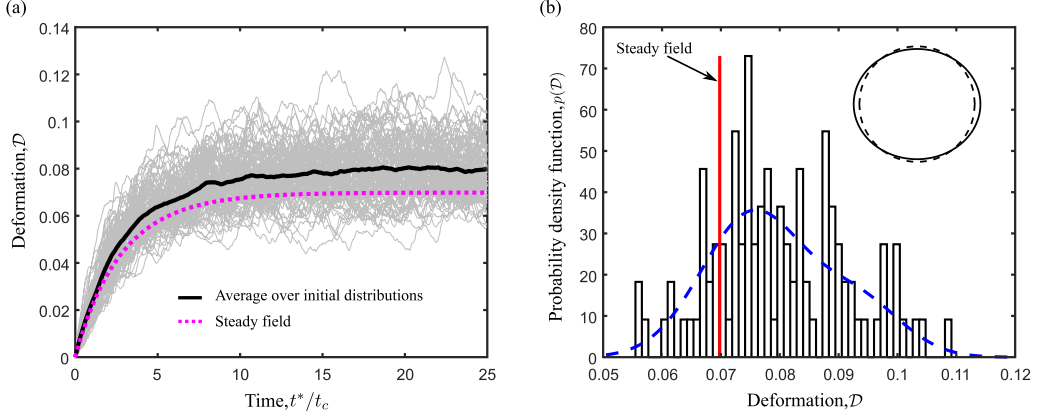 (a)
0.14
0.12
0.1
0.08
0.06
0.04
0.02
0
Deformation,𝒟
Average over initial distributions
Steady field
0 5 10 15 20 25
Time,t*/t_c
(b)
80
70
60
50
40
30
20
10
0
Probability density function,p(𝒟)
Steady field
0.05 0.06 0.07 0.08 0.09 0.1 0.11 0.12
Deformation,𝒟